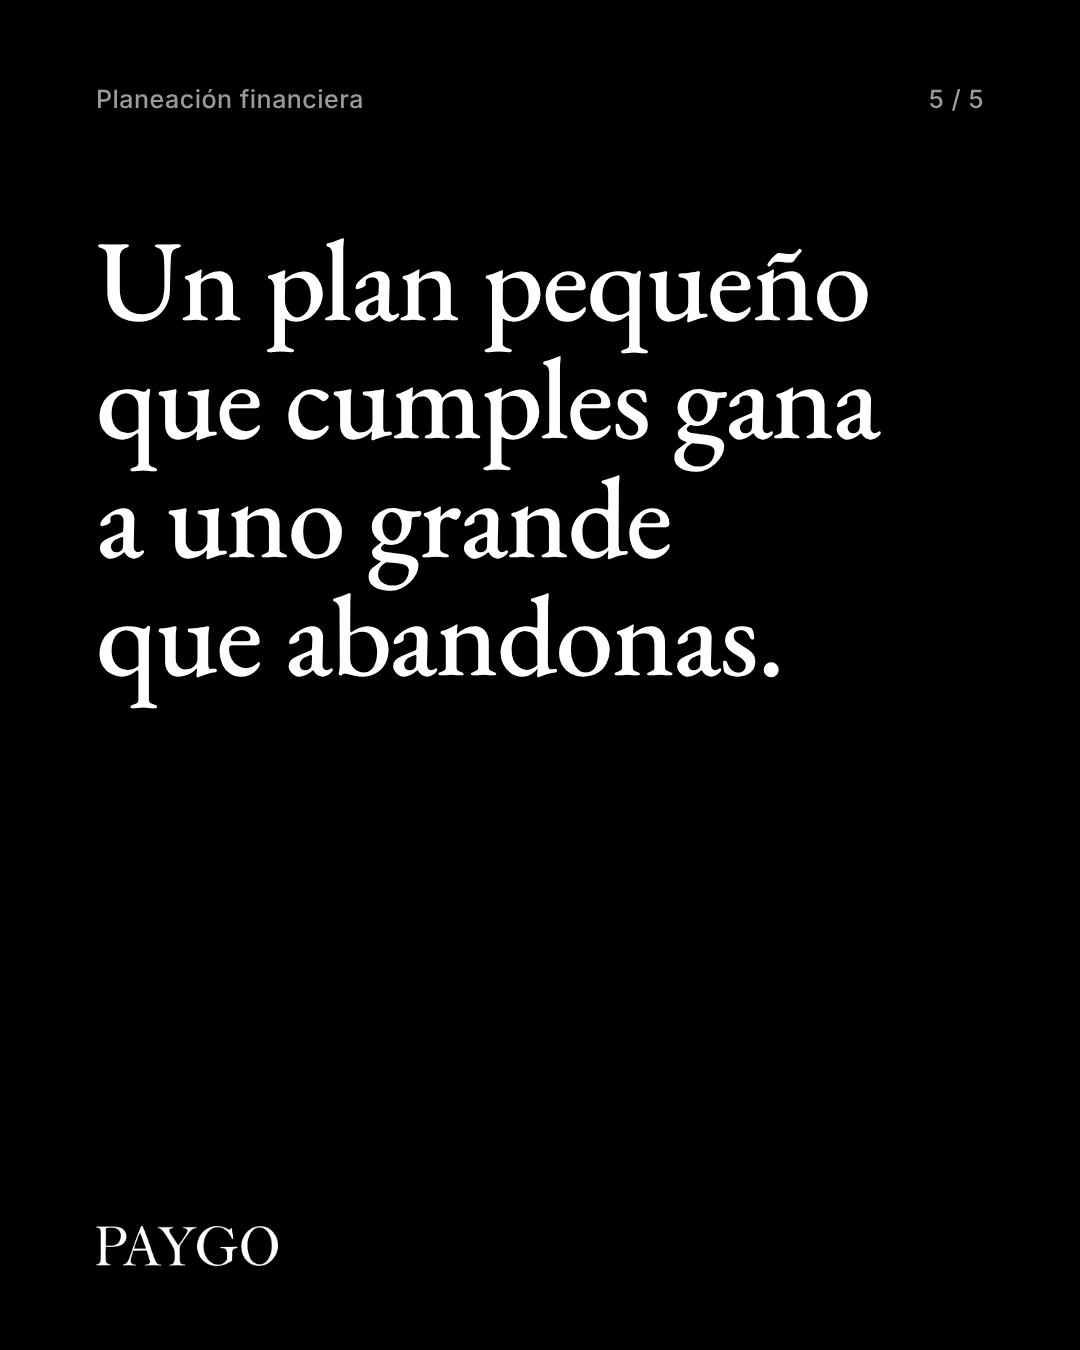 Planeación financiera
5 / 5
Un plan pequeño
que cumples gana
a uno grande
que abandonas.
PAYGO